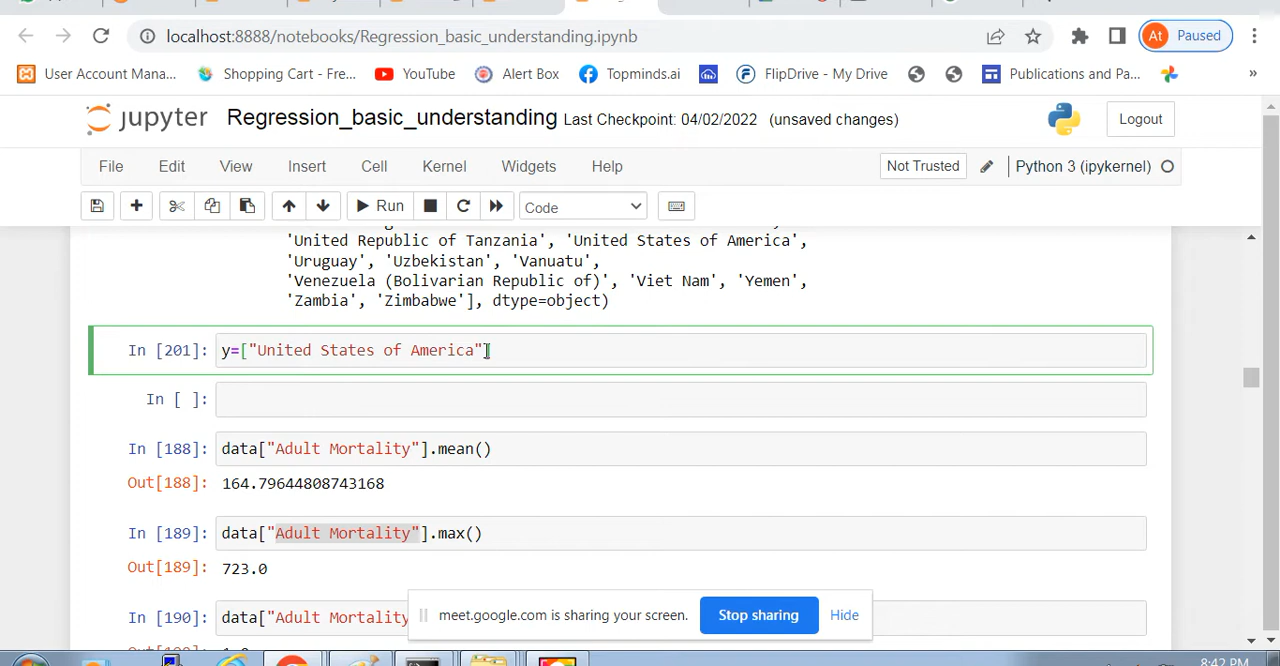 localhost:8888/notebooks/Regression_basic_understanding.ipynb
At Paused
User Account Mana... Shopping Cart - Fre... YouTube Alert Box Topminds.ai FlipDrive - My Drive Publications and Pa... »
jupyter Regression_basic_understanding Last Checkpoint: 04/02/2022 (unsaved changes) Logout
File Edit View Insert Cell Kernel Widgets Help Not Trusted Python 3 (ipykernel)
Run Code
'United Republic of Tanzania', 'United States of America',
'Uruguay', 'Uzbekistan', 'Vanuatu',
'Venezuela (Bolivarian Republic of)', 'Viet Nam', 'Yemen',
'Zambia', 'Zimbabwe'], dtype=object)
In [201]: y=["United States of America"]
In [ ]:
In [188]: data["Adult Mortality"].mean()
Out[188]: 164.79644808743168
In [189]: data["Adult Mortality"].max()
Out[189]: 723.0
In [190]: data["Adult Mortality
meet.google.com is sharing your screen. Stop sharing Hide
8:42 PM